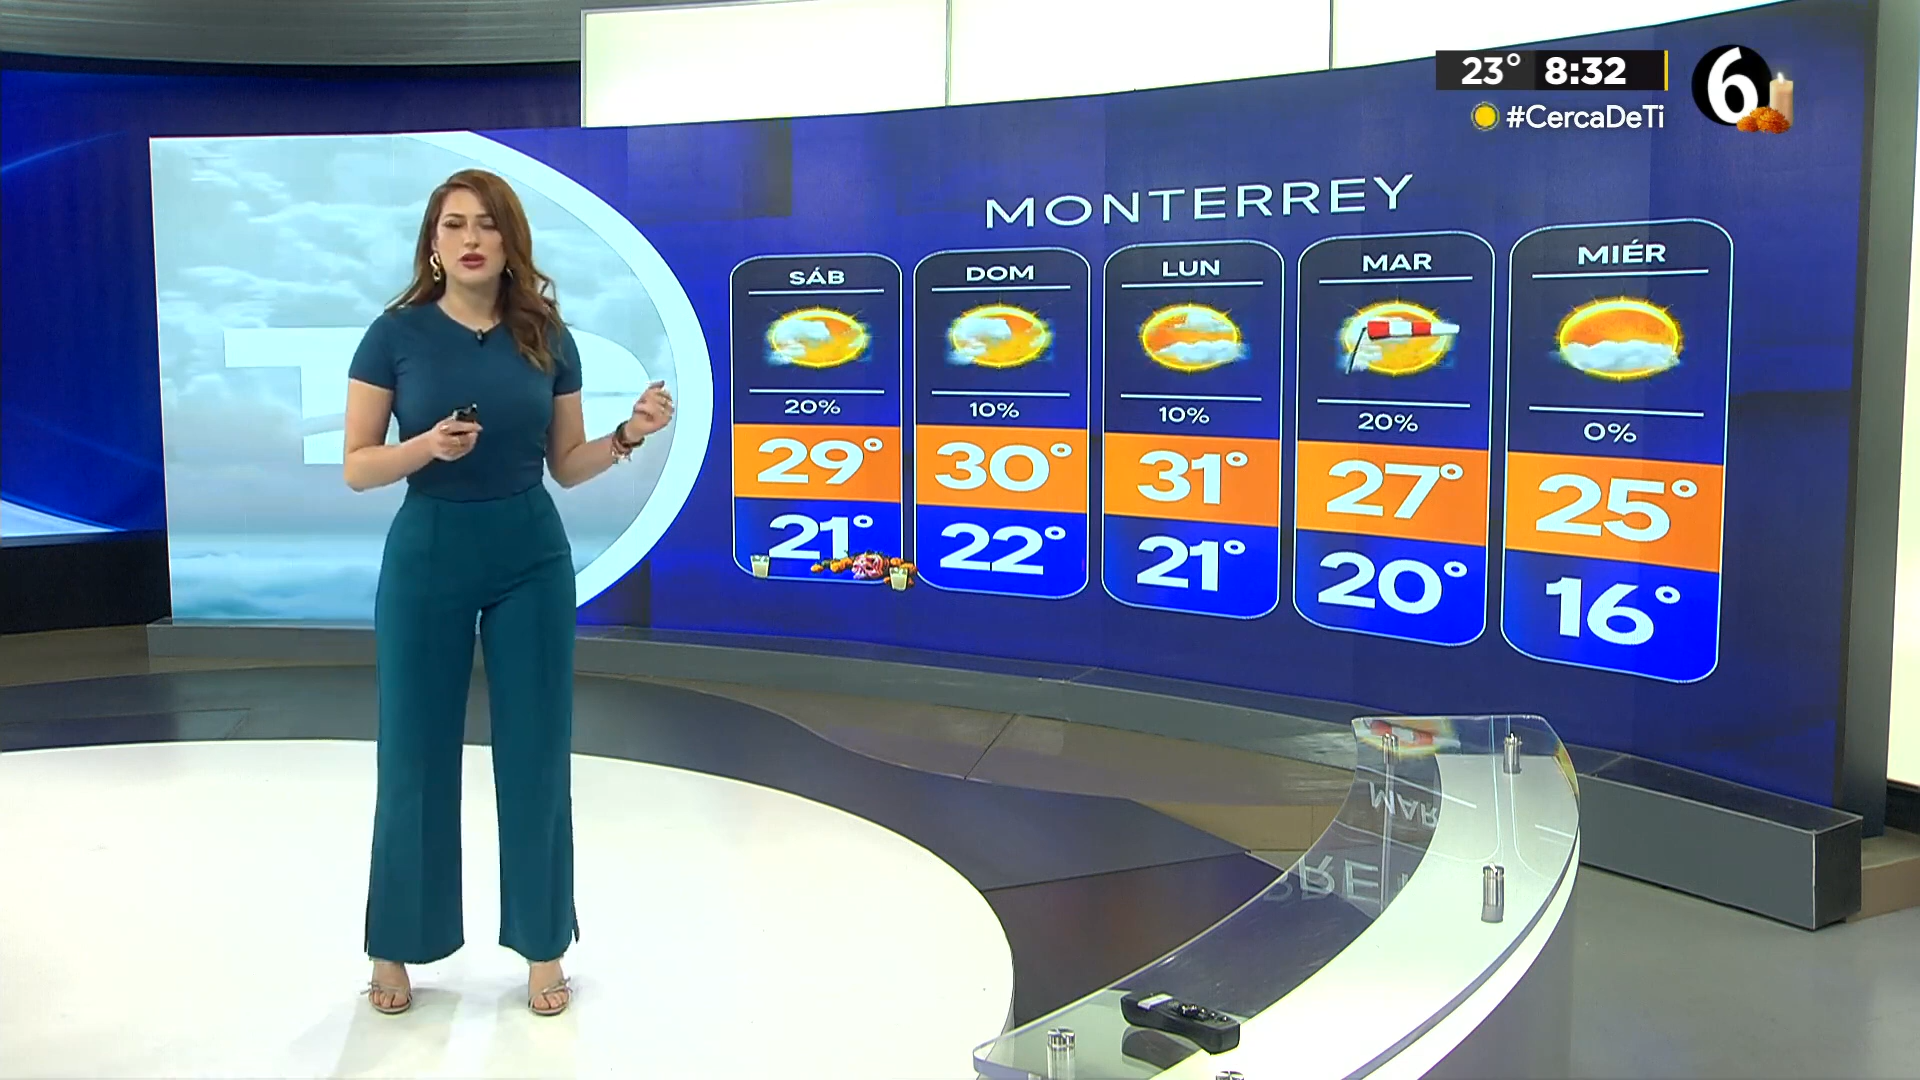 23° 8:32
#CercaDeTi
6
MONTERREY
SÁB DOM LUN MAR MIÉR
20% 10% 10% 20% 0%
29° 30° 31° 27° 25°
21° 22° 21° 20° 16°
MAR